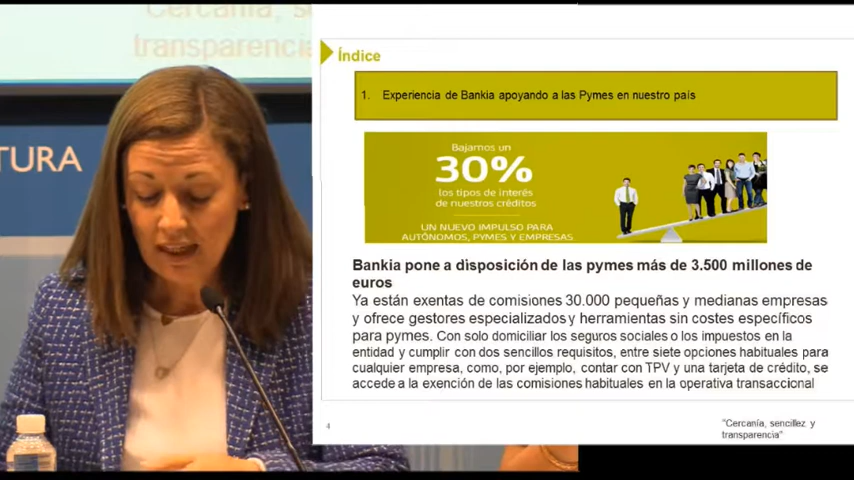 "Cercanía, s
transparenci
TURA
Índice
1. Experiencia de Bankia apoyando a las Pymes en nuestro país
Bajamos un
30%
los tipos de interés
de nuestros créditos
UN NUEVO IMPULSO PARA
AUTÓNOMOS, PYMES Y EMPRESAS
Bankia pone a disposición de las pymes más de 3.500 millones de
euros
Ya están exentas de comisiones 30.000 pequeñas y medianas empresas
y ofrece gestores especializados y herramientas sin costes específicos
para pymes. Con solo domiciliar los seguros sociales o los impuestos en la
entidad y cumplir con dos sencillos requisitos, entre siete opciones habituales para
cualquier empresa, como, por ejemplo, contar con TPV y una tarjeta de crédito, se
accede a la exención de las comisiones habituales en la operativa transaccional
4
"Cercanía, sencillez y
transparencia"